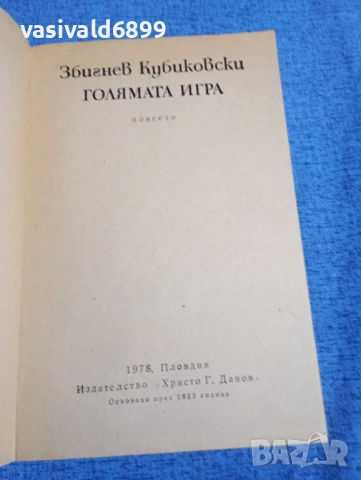 vasivald6899
Збигнев Кубиковски
ГОЛЯМАТА ИГРА
ПОВЕСТИ
1978, Пловдив
Издателство „Христо Г. Данов“
Основано през 1855 година
BAZAR